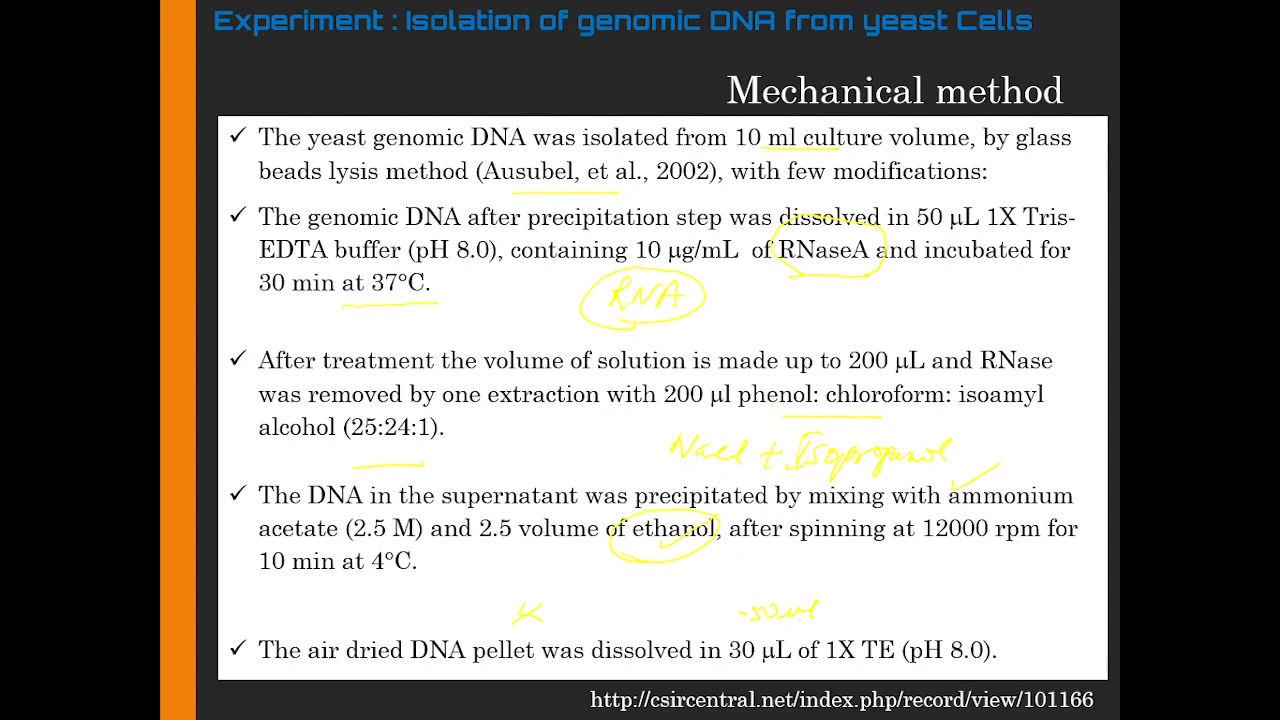 Experiment : Isolation of genomic DNA from yeast Cells
Mechanical method
✓ The yeast genomic DNA was isolated from 10 ml culture volume, by glass
beads lysis method (Ausubel, et al., 2002), with few modifications:
✓ The genomic DNA after precipitation step was dissolved in 50 μL 1X Tris-
EDTA buffer (pH 8.0), containing 10 μg/mL of RNaseA and incubated for
30 min at 37°C.
RNA
✓ After treatment the volume of solution is made up to 200 μL and RNase
was removed by one extraction with 200 μl phenol: chloroform: isoamyl
alcohol (25:24:1).
Nacl + Isopropanol
✓ The DNA in the supernatant was precipitated by mixing with ammonium
acetate (2.5 M) and 2.5 volume of ethanol, after spinning at 12000 rpm for
10 min at 4°C.
✓ The air dried DNA pellet was dissolved in 30 μL of 1X TE (pH 8.0).
http://csircentral.net/index.php/record/view/101166